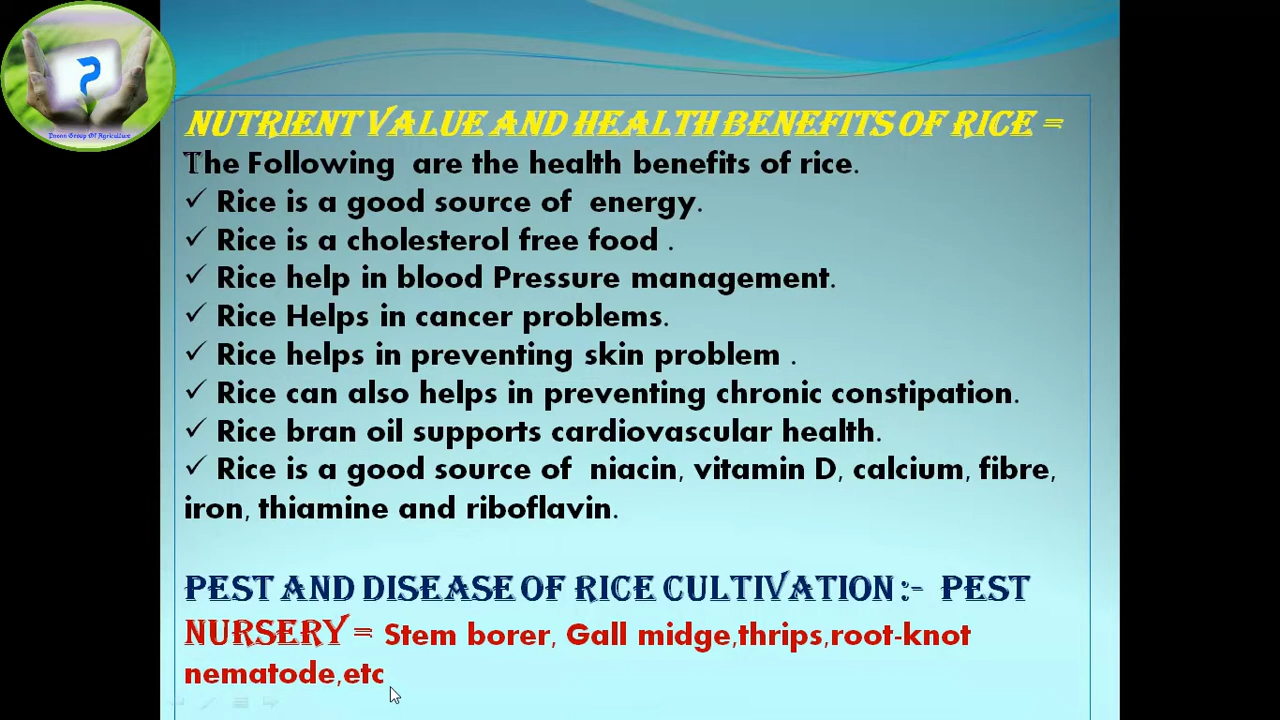 NUTRIENT VALUE AND HEALTH BENEFITS OF RICE =
The Following are the health benefits of rice.
✓ Rice is a good source of energy.
✓ Rice is a cholesterol free food .
✓ Rice help in blood Pressure management.
✓ Rice Helps in cancer problems.
✓ Rice helps in preventing skin problem .
✓ Rice can also helps in preventing chronic constipation.
✓ Rice bran oil supports cardiovascular health.
✓ Rice is a good source of niacin, vitamin D, calcium, fibre,
iron, thiamine and riboflavin.
PEST AND DISEASE OF RICE CULTIVATION :- PEST
NURSERY = Stem borer, Gall midge,thrips,root-knot
nematode,etc